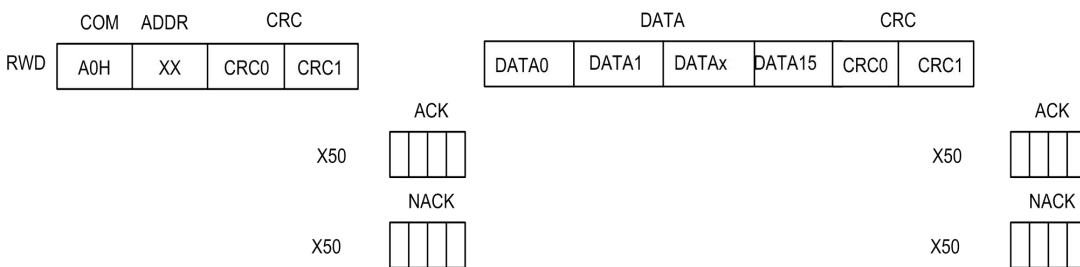 COM ADDR CRC DATA CRC
RWD A0H XX CRC0 CRC1 DATA0 DATA1 DATAx DATA15 CRC0 CRC1
ACK ACK
X50 X50
NACK NACK
X50 X50